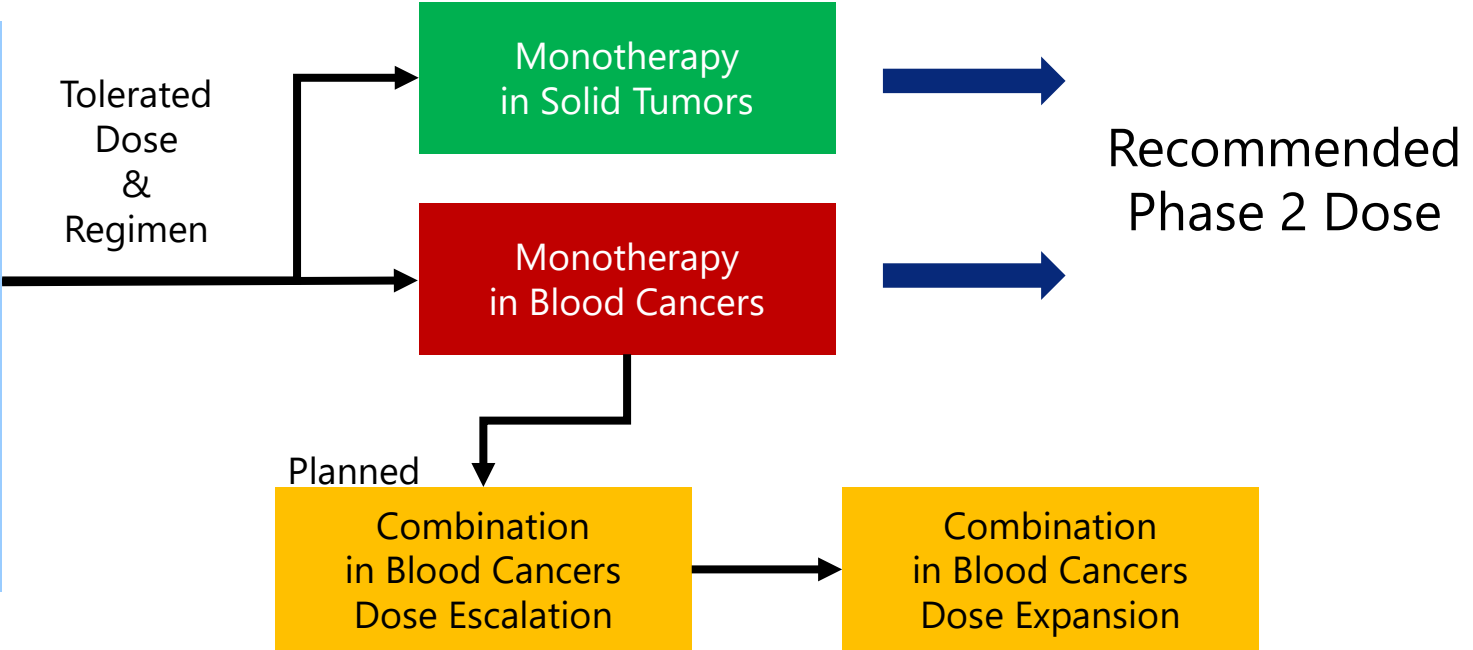 Tolerated
Dose
&
Regimen
Monotherapy
in Solid Tumors
Monotherapy
in Blood Cancers
Recommended
Phase 2 Dose
Planned
Combination
in Blood Cancers
Dose Escalation
Combination
in Blood Cancers
Dose Expansion